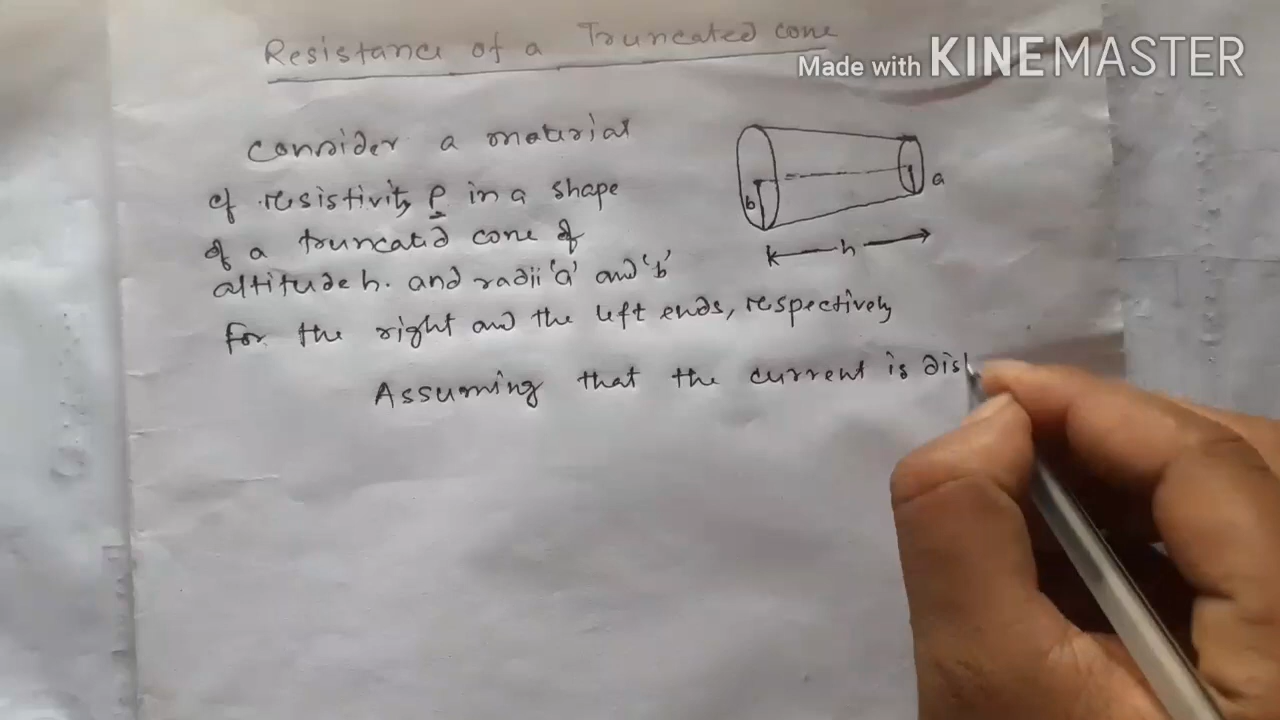 Resistance of a Truncated cone
Made with KINEMASTER
Consider a material
of resistivity ρ in a shape
of a truncated cone of
altitude h. and radii 'a' and 'b'
for the right and the left ends, respectively
Assuming that the current is dist
b
a
h